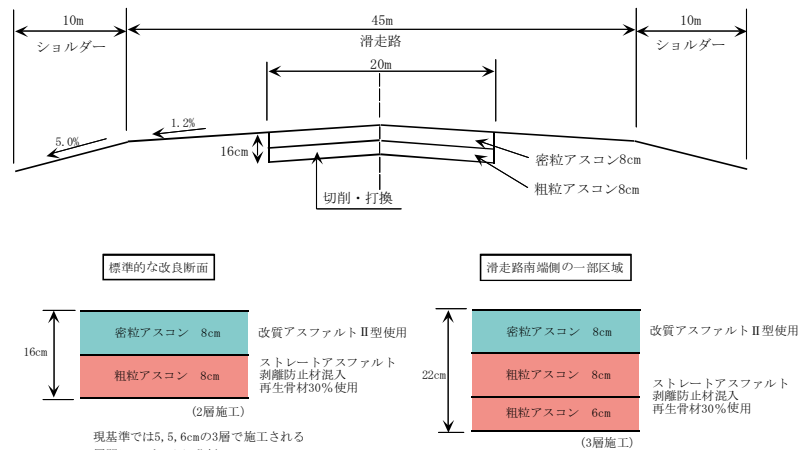 10m
45m
10m
ショルダー
滑走路
ショルダー
20m
1.2%
5.0%
16cm
密粒アスコン8cm
粗粒アスコン8cm
切削・打換
標準的な改良断面
滑走路南端側の一部区域
密粒アスコン 8cm
改質アスファルトⅡ型使用
16cm
粗粒アスコン 8cm
ストレートアスファルト
剥離防止材混入
再生骨材30%使用
(2層施工)
現基準では5,5,6cmの3層で施工される
密粒アスコン 8cm
改質アスファルトⅡ型使用
22cm
粗粒アスコン 8cm
粗粒アスコン 6cm
ストレートアスファルト
剥離防止材混入
再生骨材30%使用
(3層施工)